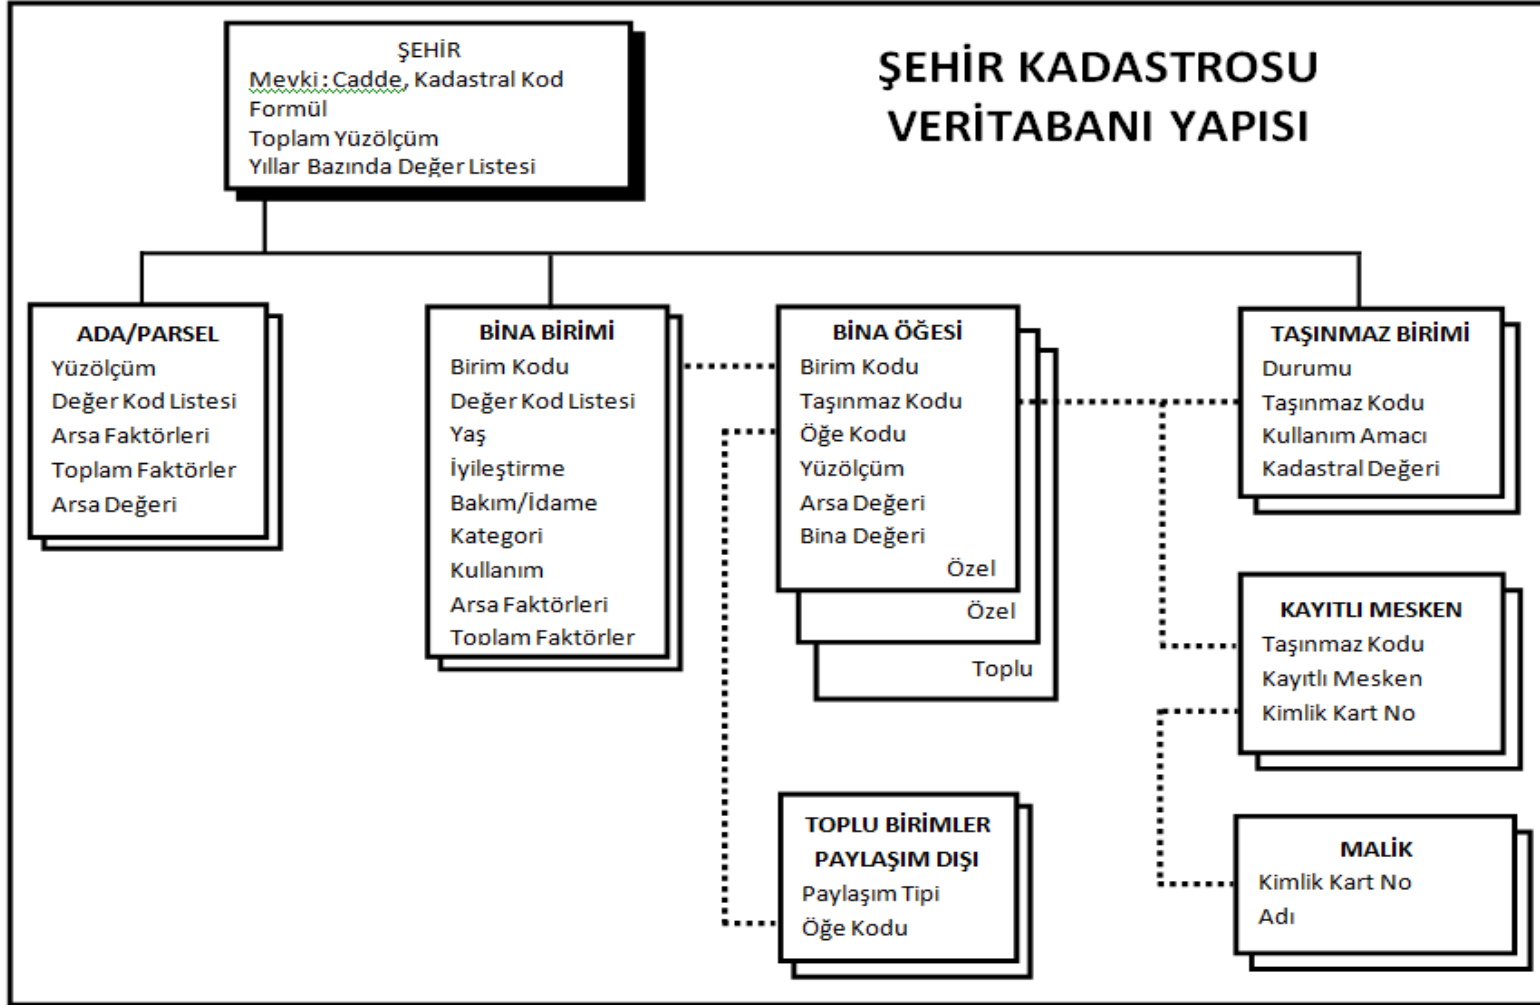 ŞEHİR KADASTROSU
VERİTABANI YAPISI
ŞEHİR
Mevki : Cadde, Kadastral Kod
Formül
Toplam Yüzölçüm
Yıllar Bazında Değer Listesi
ADA/PARSEL
Yüzölçüm
Değer Kod Listesi
Arsa Faktörleri
Toplam Faktörler
Arsa Değeri
BİNA BİRİMİ
Birim Kodu
Değer Kod Listesi
Yaş
İyileştirme
Bakım/İdame
Kategori
Kullanım
Arsa Faktörleri
Toplam Faktörler
BİNA ÖĞESİ
Birim Kodu
Taşınmaz Kodu
Öğe Kodu
Yüzölçüm
Arsa Değeri
Bina Değeri
Özel
Özel
Toplu
TAŞINMAZ BİRİMİ
Durumu
Taşınmaz Kodu
Kullanım Amacı
Kadastral Değeri
KAYITLI MESKEN
Taşınmaz Kodu
Kayıtlı Mesken
Kimlik Kart No
TOPLU BİRİMLER
PAYLAŞIM DIŞI
Paylaşım Tipi
Öğe Kodu
MALİK
Kimlik Kart No
Adı